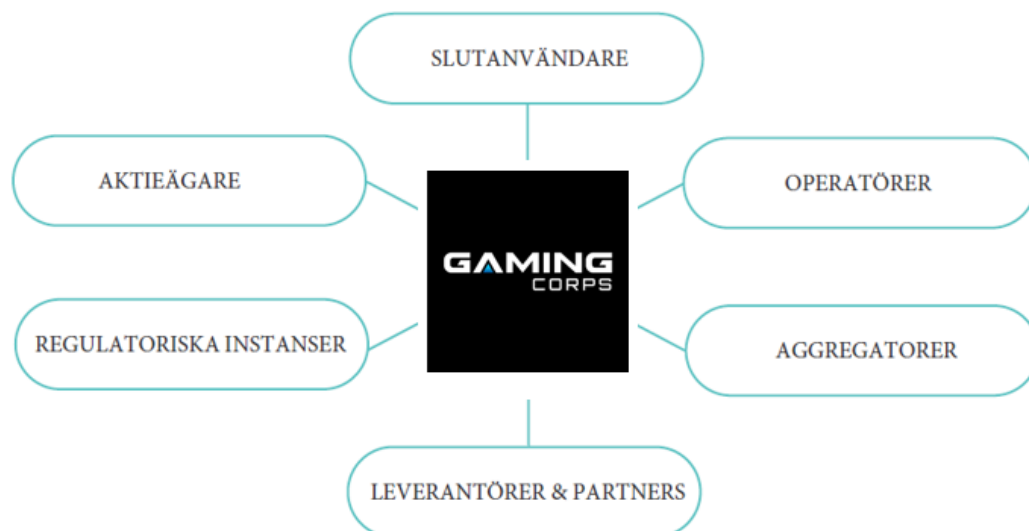 SLUTANVÄNDARE
AKTIEÄGARE
OPERATÖRER
GAMING
CORPS
REGULATORISKA INSTANSER
AGGREGATORER
LEVERANTÖRER & PARTNERS